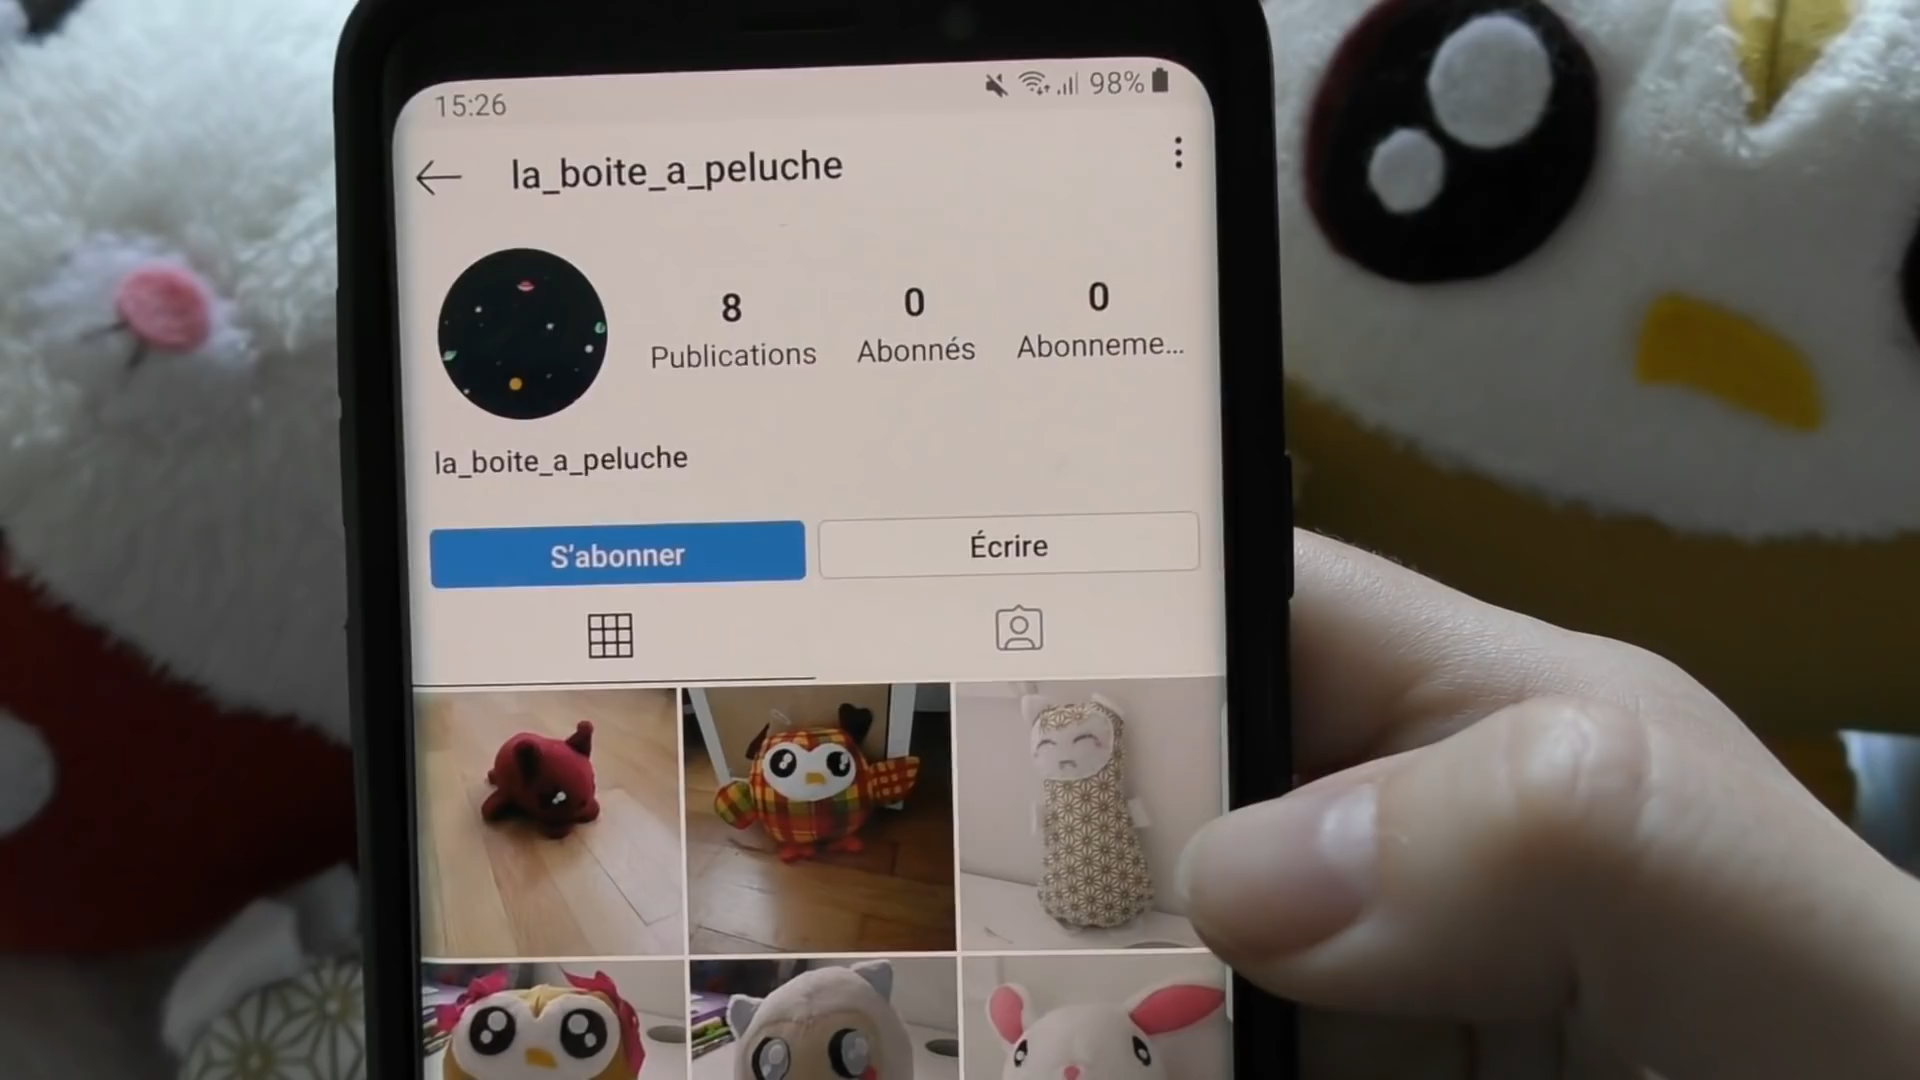 15:26
98%
la_boite_a_peluche
8
0
0
Publications
Abonnés
Abonneme...
la_boite_a_peluche
S'abonner
Écrire